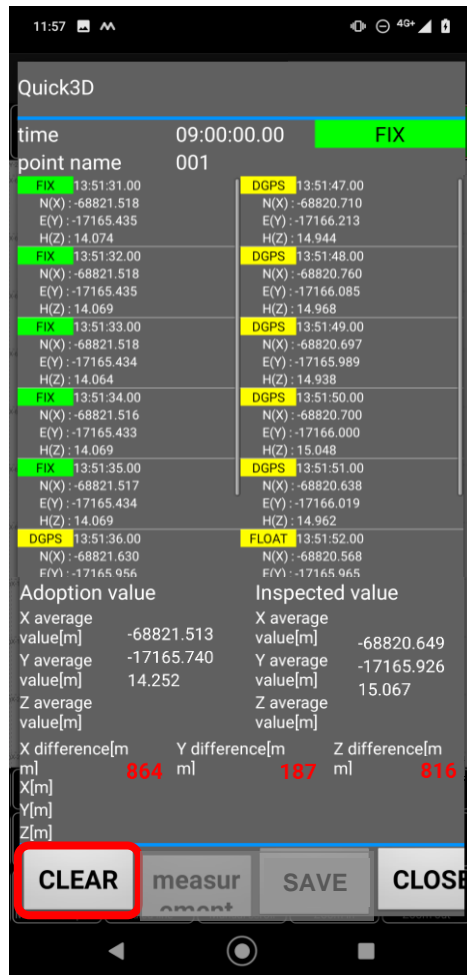 11:57
4G+
Quick3D
time 09:00:00.00 FIX
point name 001
FIX 13:51:31.00
N(X) : -68821.518
E(Y) : -17165.435
H(Z) : 14.074
FIX 13:51:32.00
N(X) : -68821.518
E(Y) : -17165.435
H(Z) : 14.069
FIX 13:51:33.00
N(X) : -68821.518
E(Y) : -17165.434
H(Z) : 14.064
FIX 13:51:34.00
N(X) : -68821.516
E(Y) : -17165.433
H(Z) : 14.069
FIX 13:51:35.00
N(X) : -68821.517
E(Y) : -17165.434
H(Z) : 14.069
DGPS 13:51:36.00
N(X) : -68821.630
E(Y) : -17165.956
DGPS 13:51:47.00
N(X) : -68820.710
E(Y) : -17166.213
H(Z) : 14.944
DGPS 13:51:48.00
N(X) : -68820.760
E(Y) : -17166.085
H(Z) : 14.968
DGPS 13:51:49.00
N(X) : -68820.697
E(Y) : -17165.989
H(Z) : 14.938
DGPS 13:51:50.00
N(X) : -68820.700
E(Y) : -17166.000
H(Z) : 15.048
DGPS 13:51:51.00
N(X) : -68820.638
E(Y) : -17166.019
H(Z) : 14.962
FLOAT 13:51:52.00
N(X) : -68820.568
E(Y) : -17165.965
Adoption value
X average
value[m] -68821.513
Y average -17165.740
value[m] 14.252
Z average
value[m]
Inspected value
X average
value[m] -68820.649
Y average -17165.926
value[m] 15.067
Z average
value[m]
X difference[m
m] 864
Y difference[m
m] 187
Z difference[m
m] 816
X[m]
Y[m]
Z[m]
CLEAR
measur
ement
SAVE
CLOSE